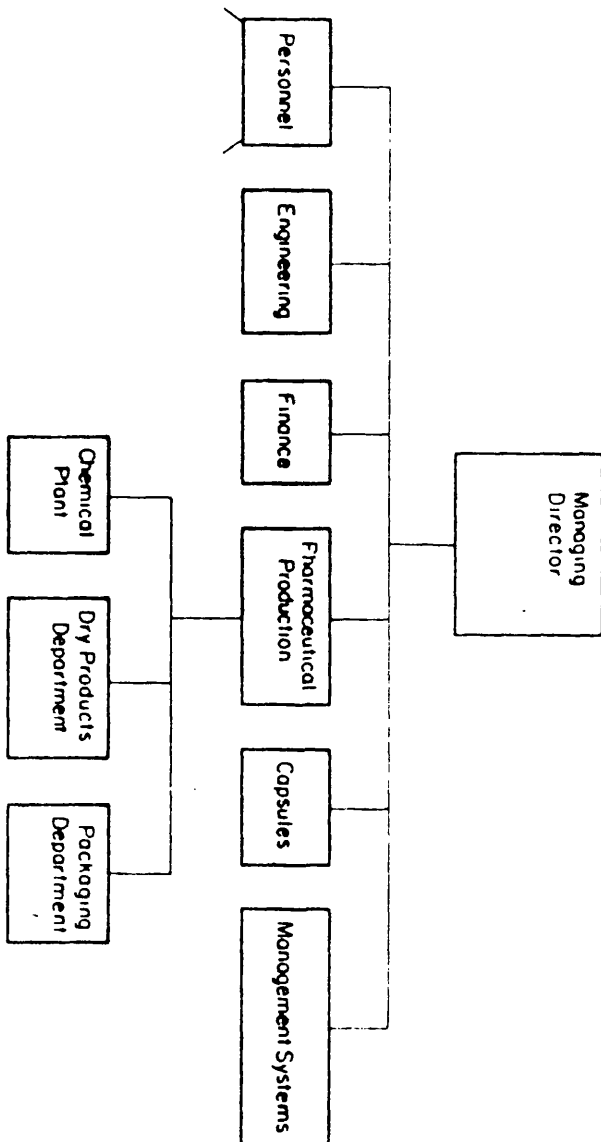 Managing
Director
Personnel
Engineering
Finance
Pharmaceutical
Production
Capsules
Management Systems
Chemical
Plant
Dry Products
Department
Packaging
Department